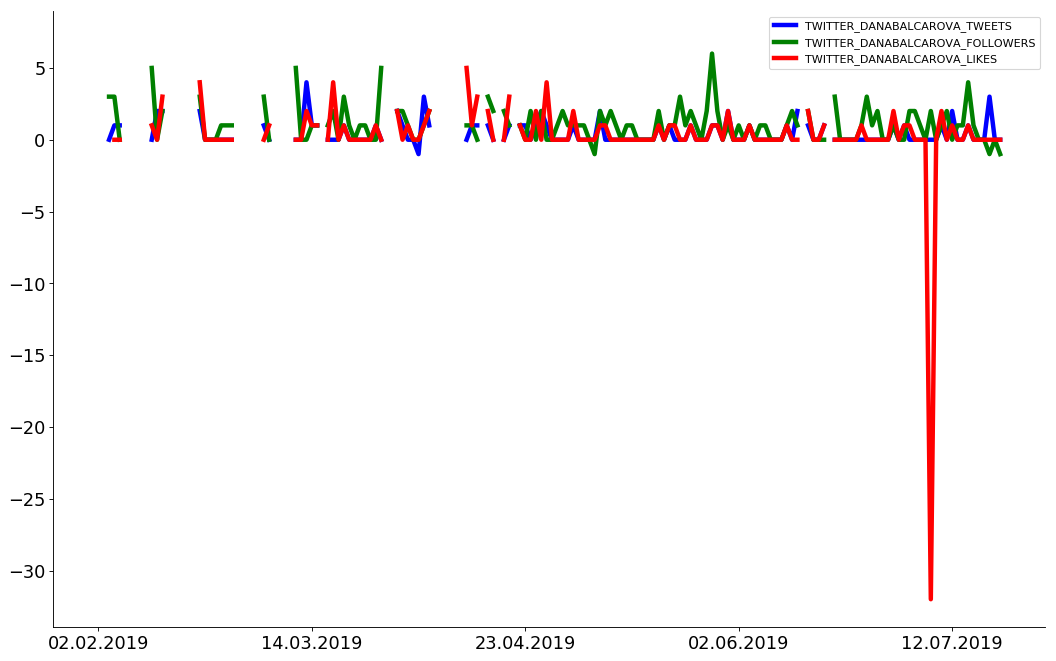 TWITTER_DANABALCAROVA_TWEETS
TWITTER_DANABALCAROVA_FOLLOWERS
TWITTER_DANABALCAROVA_LIKES
5
0
−5
−10
−15
−20
−25
−30
02.02.2019 14.03.2019 23.04.2019 02.06.2019 12.07.2019